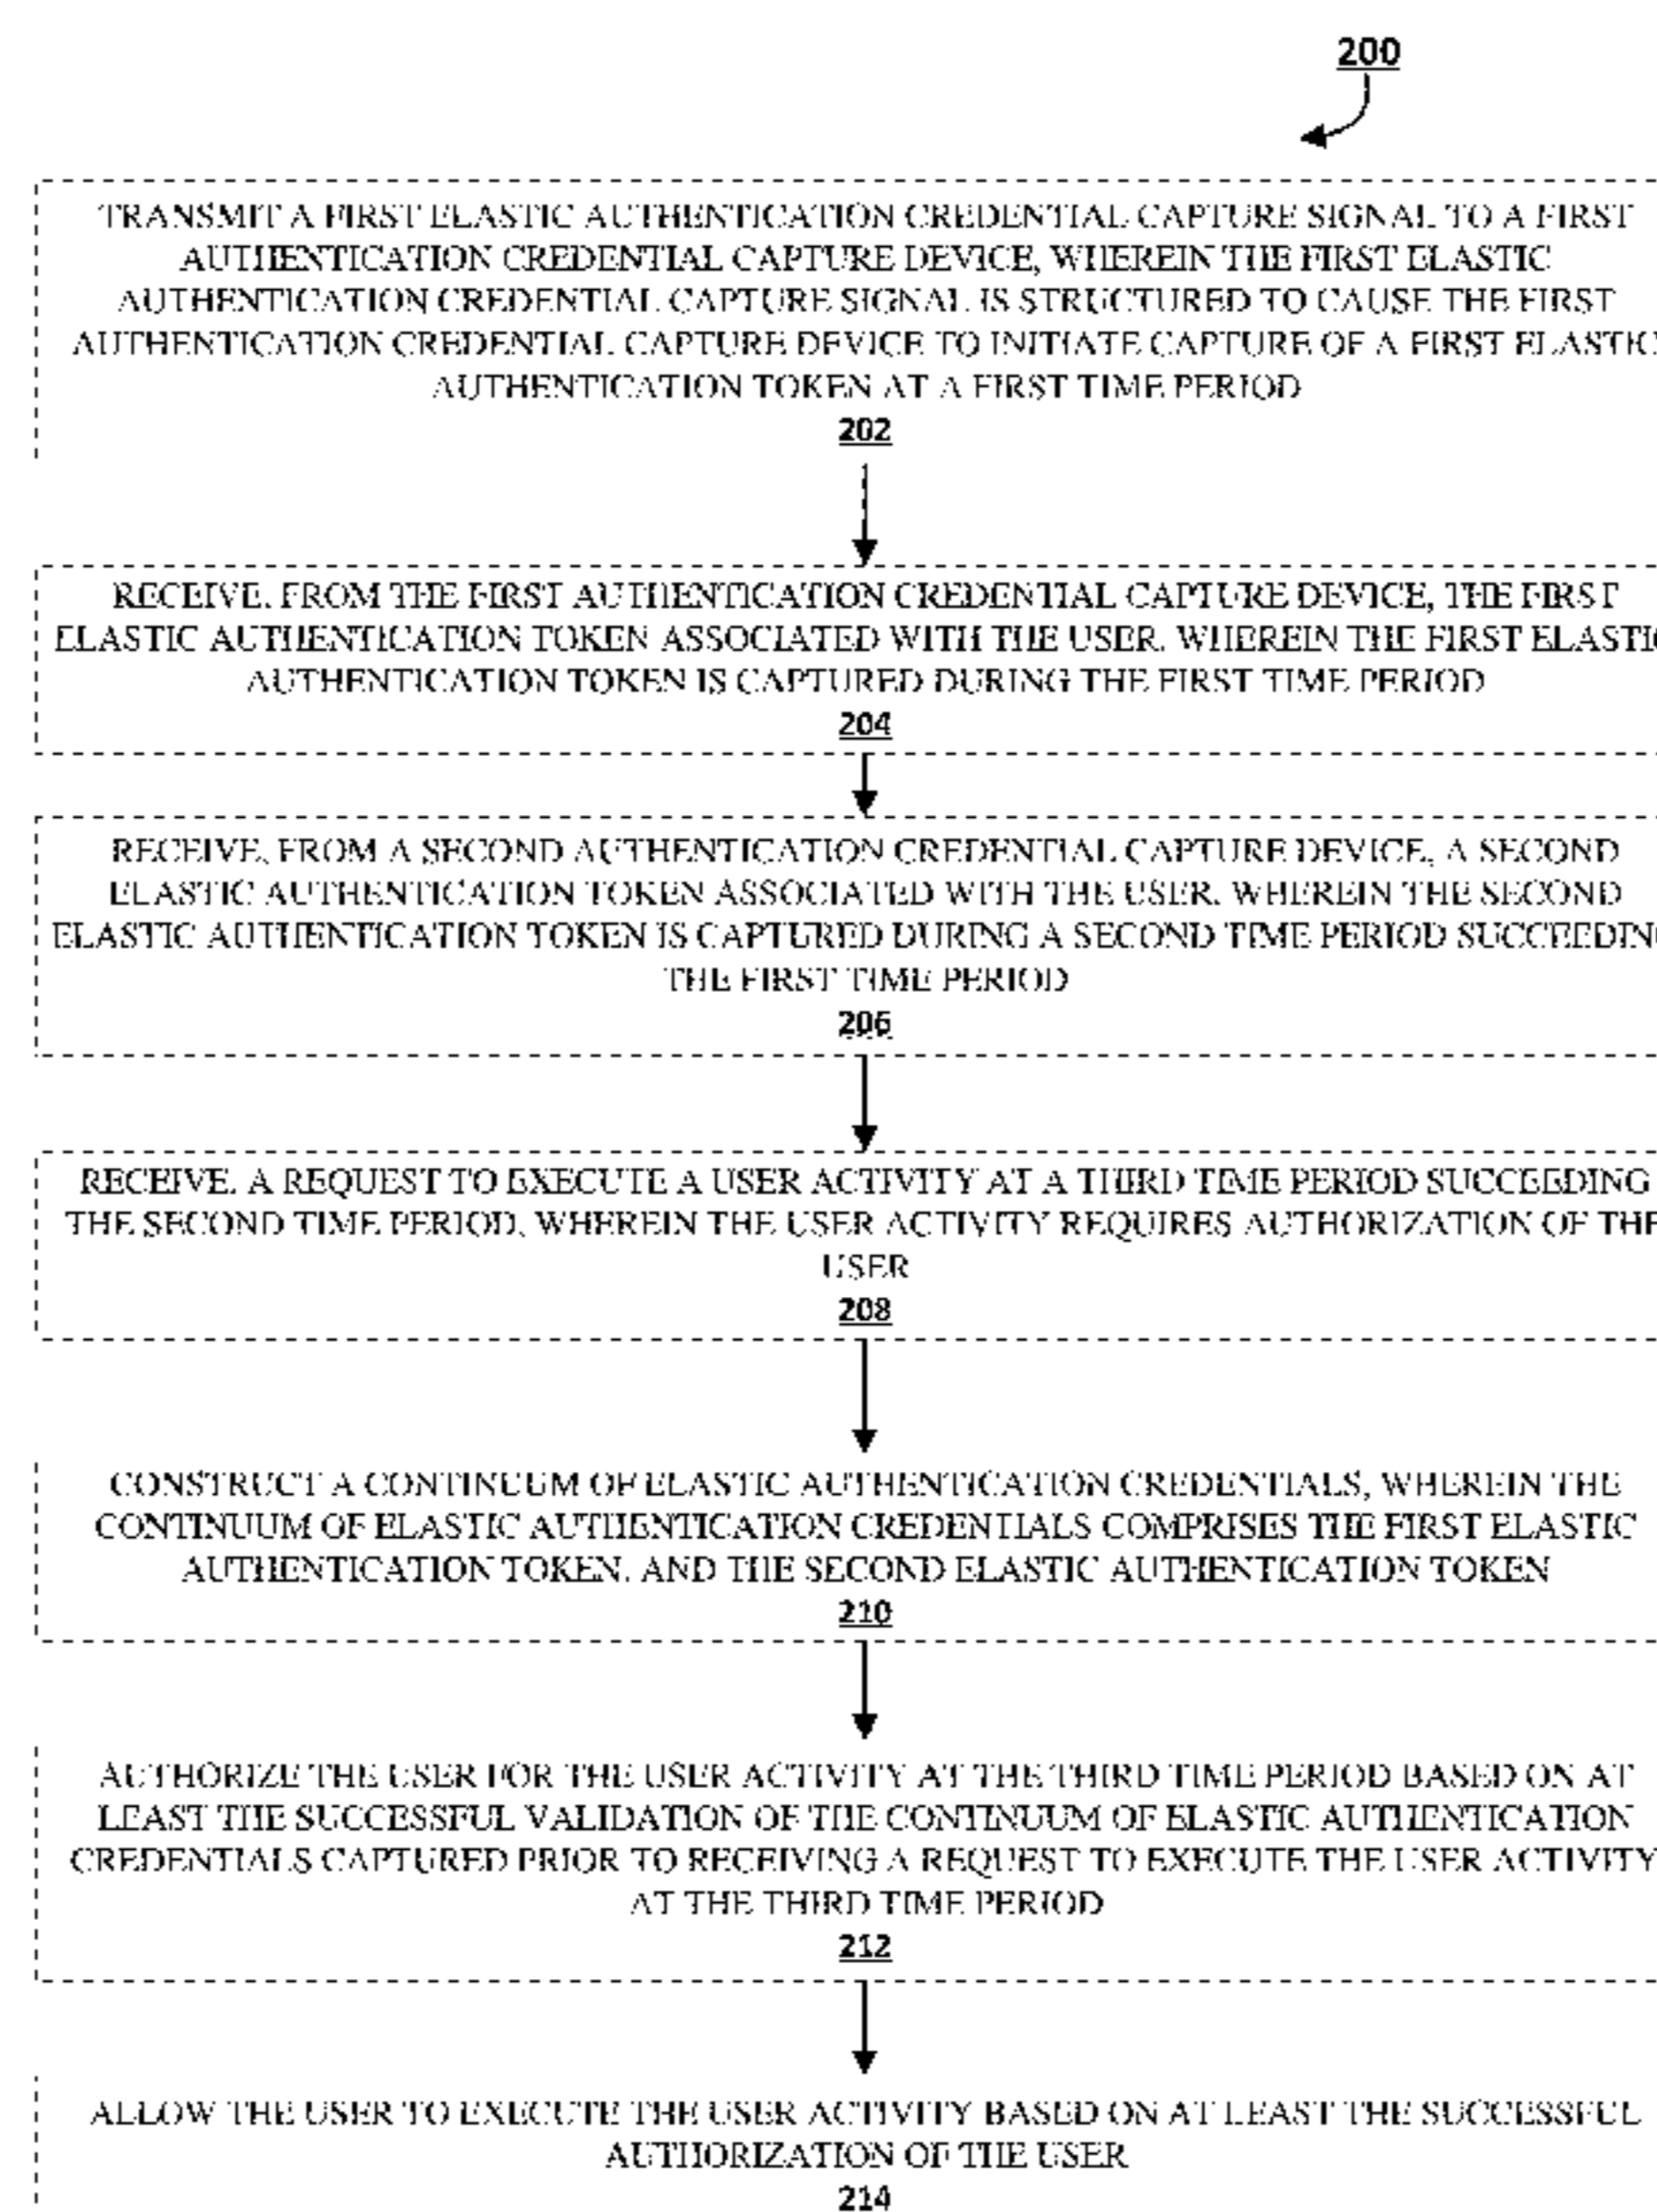 200
TRANSMIT A FIRST ELASTIC AUTHENTICATION CREDENTIAL CAPTURE SIGNAL TO A FIRST
AUTHENTICATION CREDENTIAL CAPTURE DEVICE, WHEREIN THE FIRST ELASTIC
AUTHENTICATION CREDENTIAL CAPTURE SIGNAL IS STRUCTURED TO CAUSE THE FIRST
AUTHENTICATION CREDENTIAL CAPTURE DEVICE TO INITIATE CAPTURE OF A FIRST ELASTIC
AUTHENTICATION TOKEN AT A FIRST TIME PERIOD
202
RECEIVE, FROM THE FIRST AUTHENTICATION CREDENTIAL CAPTURE DEVICE, THE FIRST
ELASTIC AUTHENTICATION TOKEN ASSOCIATED WITH THE USER, WHEREIN THE FIRST ELASTIC
AUTHENTICATION TOKEN IS CAPTURED DURING THE FIRST TIME PERIOD
204
RECEIVE, FROM A SECOND AUTHENTICATION CREDENTIAL CAPTURE DEVICE, A SECOND
ELASTIC AUTHENTICATION TOKEN ASSOCIATED WITH THE USER, WHEREIN THE SECOND
ELASTIC AUTHENTICATION TOKEN IS CAPTURED DURING A SECOND TIME PERIOD SUCCEEDING
THE FIRST TIME PERIOD
206
RECEIVE, A REQUEST TO EXECUTE A USER ACTIVITY AT A THIRD TIME PERIOD SUCCEEDING
THE SECOND TIME PERIOD, WHEREIN THE USER ACTIVITY REQUIRES AUTHORIZATION OF THE
USER
208
CONSTRUCT A CONTINUUM OF ELASTIC AUTHENTICATION CREDENTIALS, WHEREIN THE
CONTINUUM OF ELASTIC AUTHENTICATION CREDENTIALS COMPRISES THE FIRST ELASTIC
AUTHENTICATION TOKEN, AND THE SECOND ELASTIC AUTHENTICATION TOKEN
210
AUTHORIZE THE USER FOR THE USER ACTIVITY AT THE THIRD TIME PERIOD BASED ON AT
LEAST THE SUCCESSFUL VALIDATION OF THE CONTINUUM OF ELASTIC AUTHENTICATION
CREDENTIALS CAPTURED PRIOR TO RECEIVING A REQUEST TO EXECUTE THE USER ACTIVITY
AT THE THIRD TIME PERIOD
212
ALLOW THE USER TO EXECUTE THE USER ACTIVITY BASED ON AT LEAST THE SUCCESSFUL
AUTHORIZATION OF THE USER
214